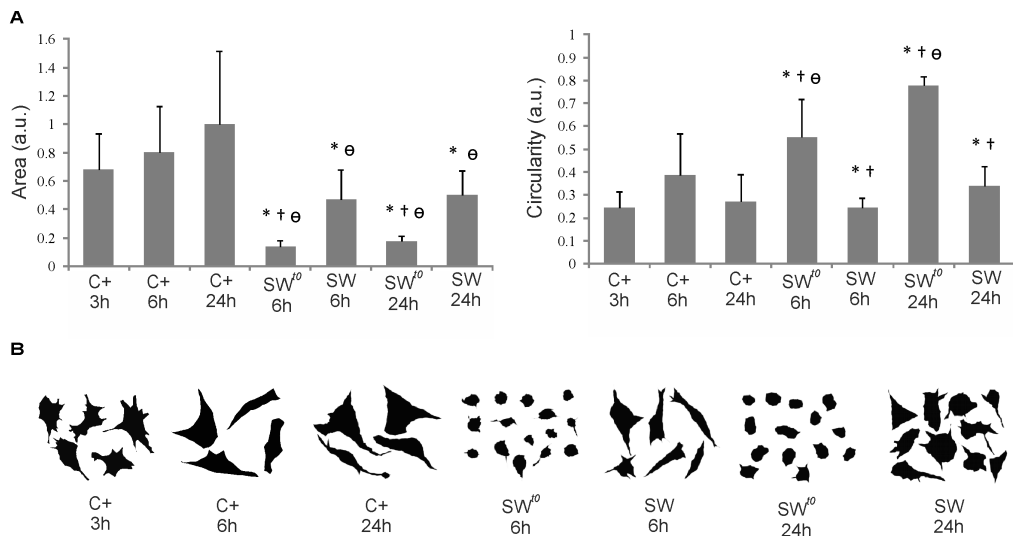 A
Area (a.u.)
1.6
1.4
1.2
1
0.8
0.6
0.4
0.2
0
* † ɵ
* ɵ
* † ɵ
* ɵ
C+ C+ C+ SWt0 SW SWt0 SW
3h 6h 24h 6h 6h 24h 24h
Circularity (a.u.)
1
0.9
0.8
0.7
0.6
0.5
0.4
0.3
0.2
0.1
0
* † ɵ
* †
* † ɵ
* †
C+ C+ C+ SWt0 SW SWt0 SW
3h 6h 24h 6h 6h 24h 24h
B
C+ C+ C+ SWt0 SW SWt0 SW
3h 6h 24h 6h 6h 24h 24h